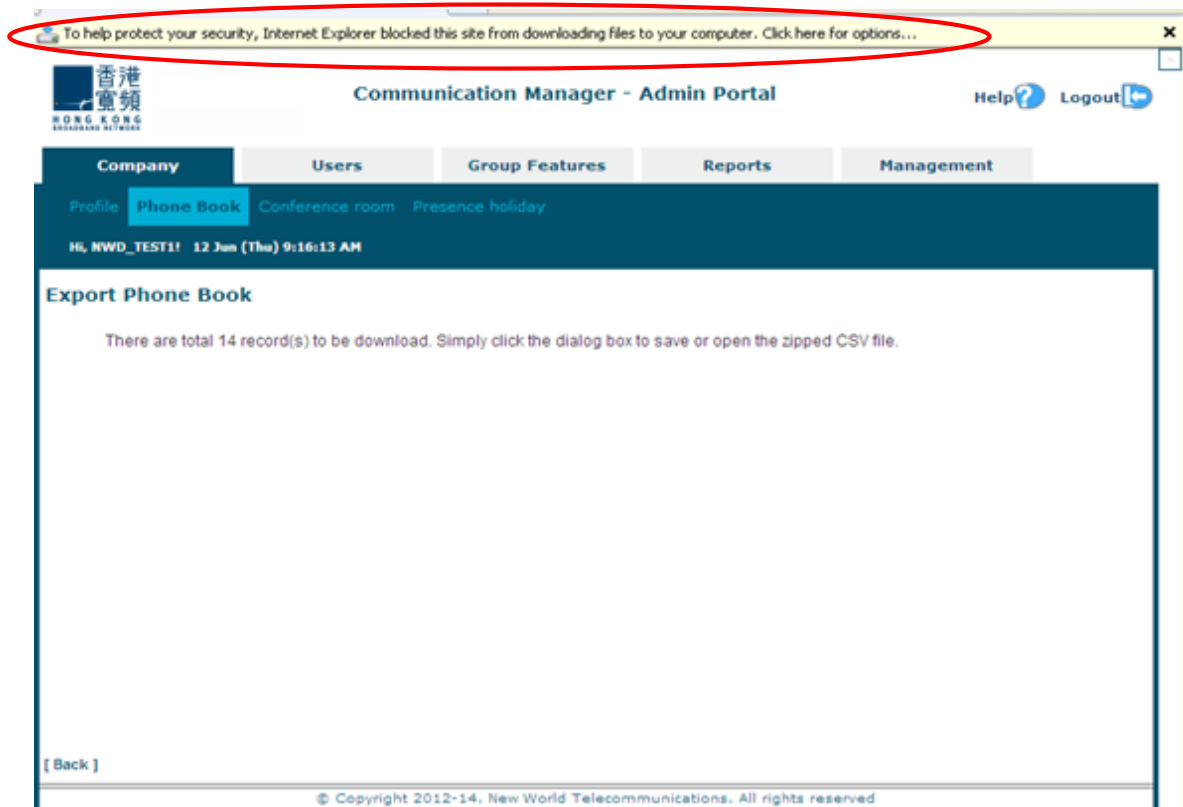 To help protect your security, Internet Explorer blocked this site from downloading files to your computer. Click here for options...
香港
寬頻
HONG KONG
BROADBAND NETWORK
Communication Manager - Admin Portal
Help? Logout
Company Users Group Features Reports Management
Profile Phone Book Conference room Presence holiday
Hi, NWD_TEST1! 12 Jun (Thu) 9:16:13 AM
Export Phone Book
There are total 14 record(s) to be download. Simply click the dialog box to save or open the zipped CSV file.
[ Back ]
© Copyright 2012-14. New World Telecommunications. All rights reserved